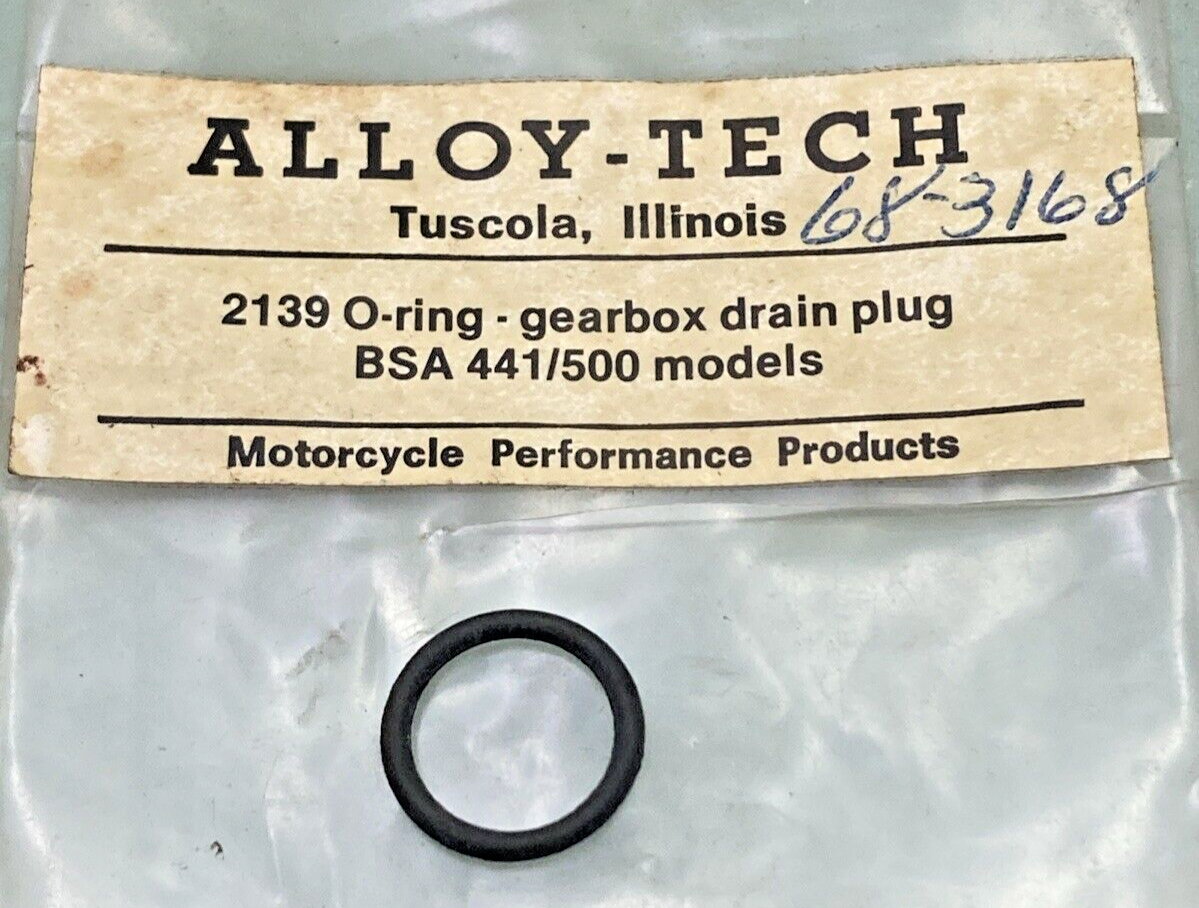 ALLOY-TECH
Tuscola, Illinois 68-3168
2139 O-ring - gearbox drain plug
BSA 441/500 models
Motorcycle Performance Products